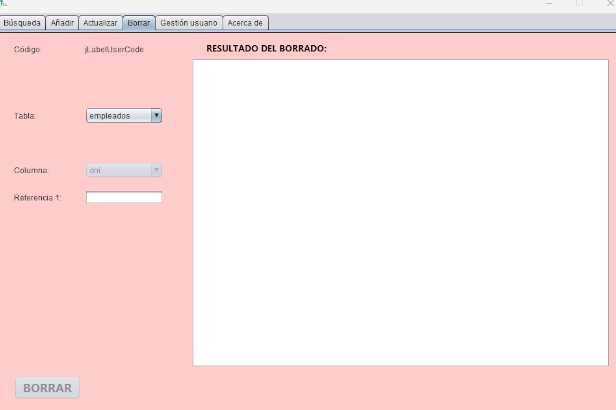 Búsqueda Añadir Actualizar Borrar Gestión usuario Acerca de
Código: jLabelUserCode
RESULTADO DEL BORRADO:
Tabla: empleados
Columna dni
Referencia 1:
BORRAR